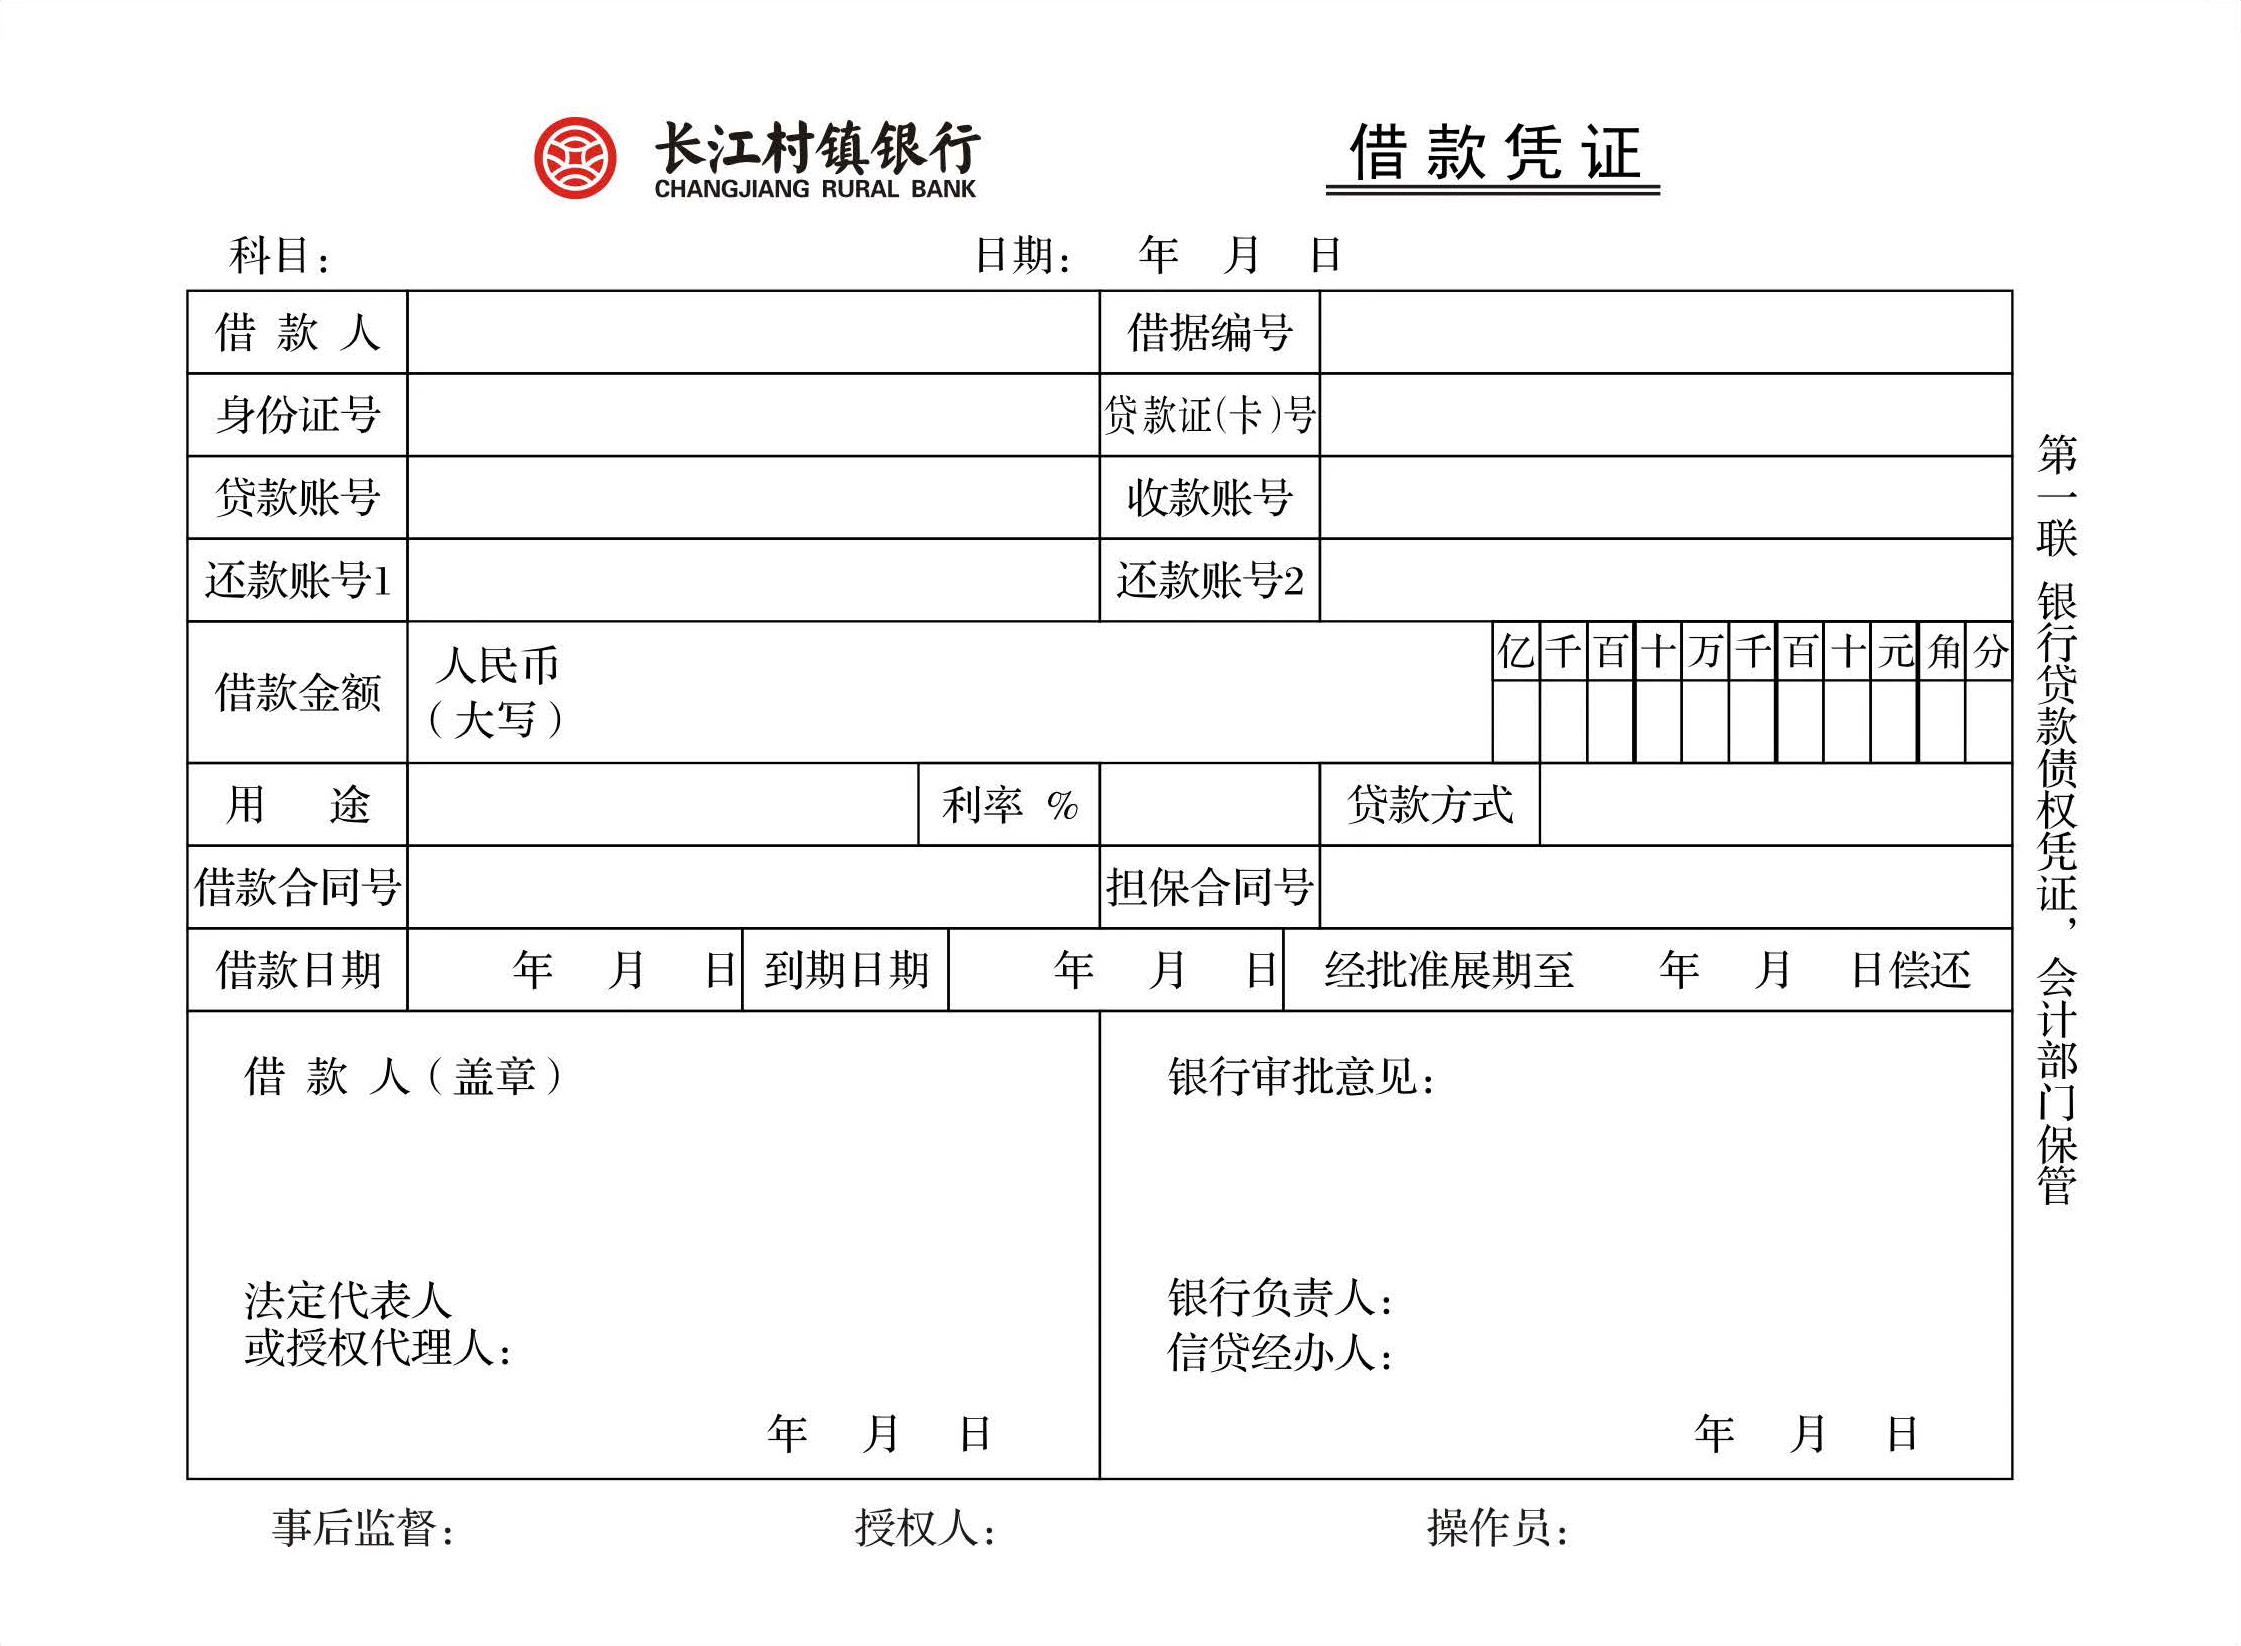 长江村镇银行
CHANGJIANG RURAL BANK
借款凭证
科目： 日期： 年 月 日
借 款 人 借据编号
身份证号 贷款证(卡)号
贷款账号 收款账号
还款账号1 还款账号2
借款金额 人民币 亿 千 百 十 万 千 百 十 元 角 分
（大写）
用 途 利率 % 贷款方式
借款合同号 担保合同号
借款日期 年 月 日 到期日期 年 月 日 经批准展期至 年 月 日偿还
借 款 人（盖章） 银行审批意见：
法定代表人 银行负责人：
或授权代理人： 信贷经办人：
年 月 日 年 月 日
事后监督： 授权人： 操作员：
第一联 银行贷款债权凭证，会计部门保管